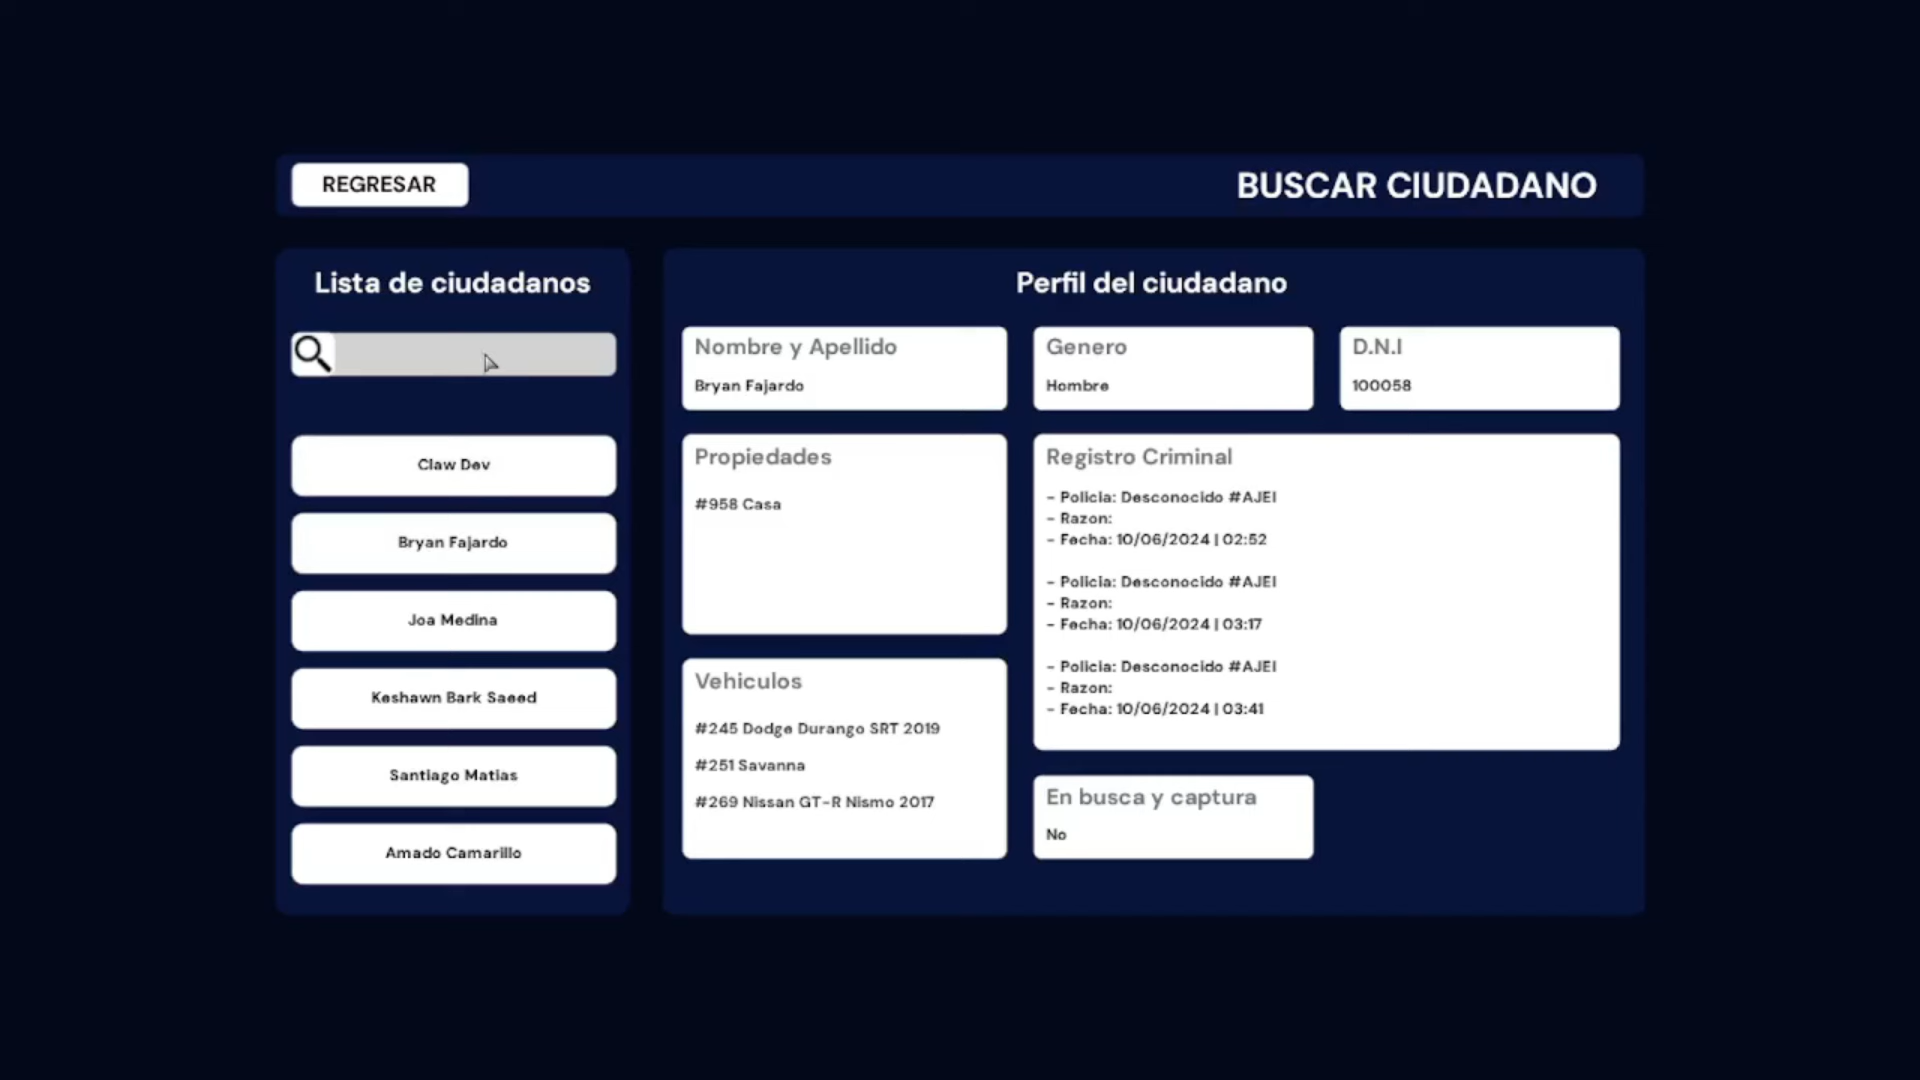 REGRESAR
BUSCAR CIUDADANO
Lista de ciudadanos
Claw Dev
Bryan Fajardo
Joa Medina
Keshawn Bark Saeed
Santiago Matias
Amado Camarillo
Perfil del ciudadano
Nombre y Apellido
Bryan Fajardo
Genero
Hombre
D.N.I
100058
Propiedades
#958 Casa
Vehiculos
#245 Dodge Durango SRT 2019
#251 Savanna
#269 Nissan GT-R Nismo 2017
Registro Criminal
- Policia: Desconocido #AJEI
- Razon:
- Fecha: 10/06/2024 | 02:52
- Policia: Desconocido #AJEI
- Razon:
- Fecha: 10/06/2024 | 03:17
- Policia: Desconocido #AJEI
- Razon:
- Fecha: 10/06/2024 | 03:41
En busca y captura
No